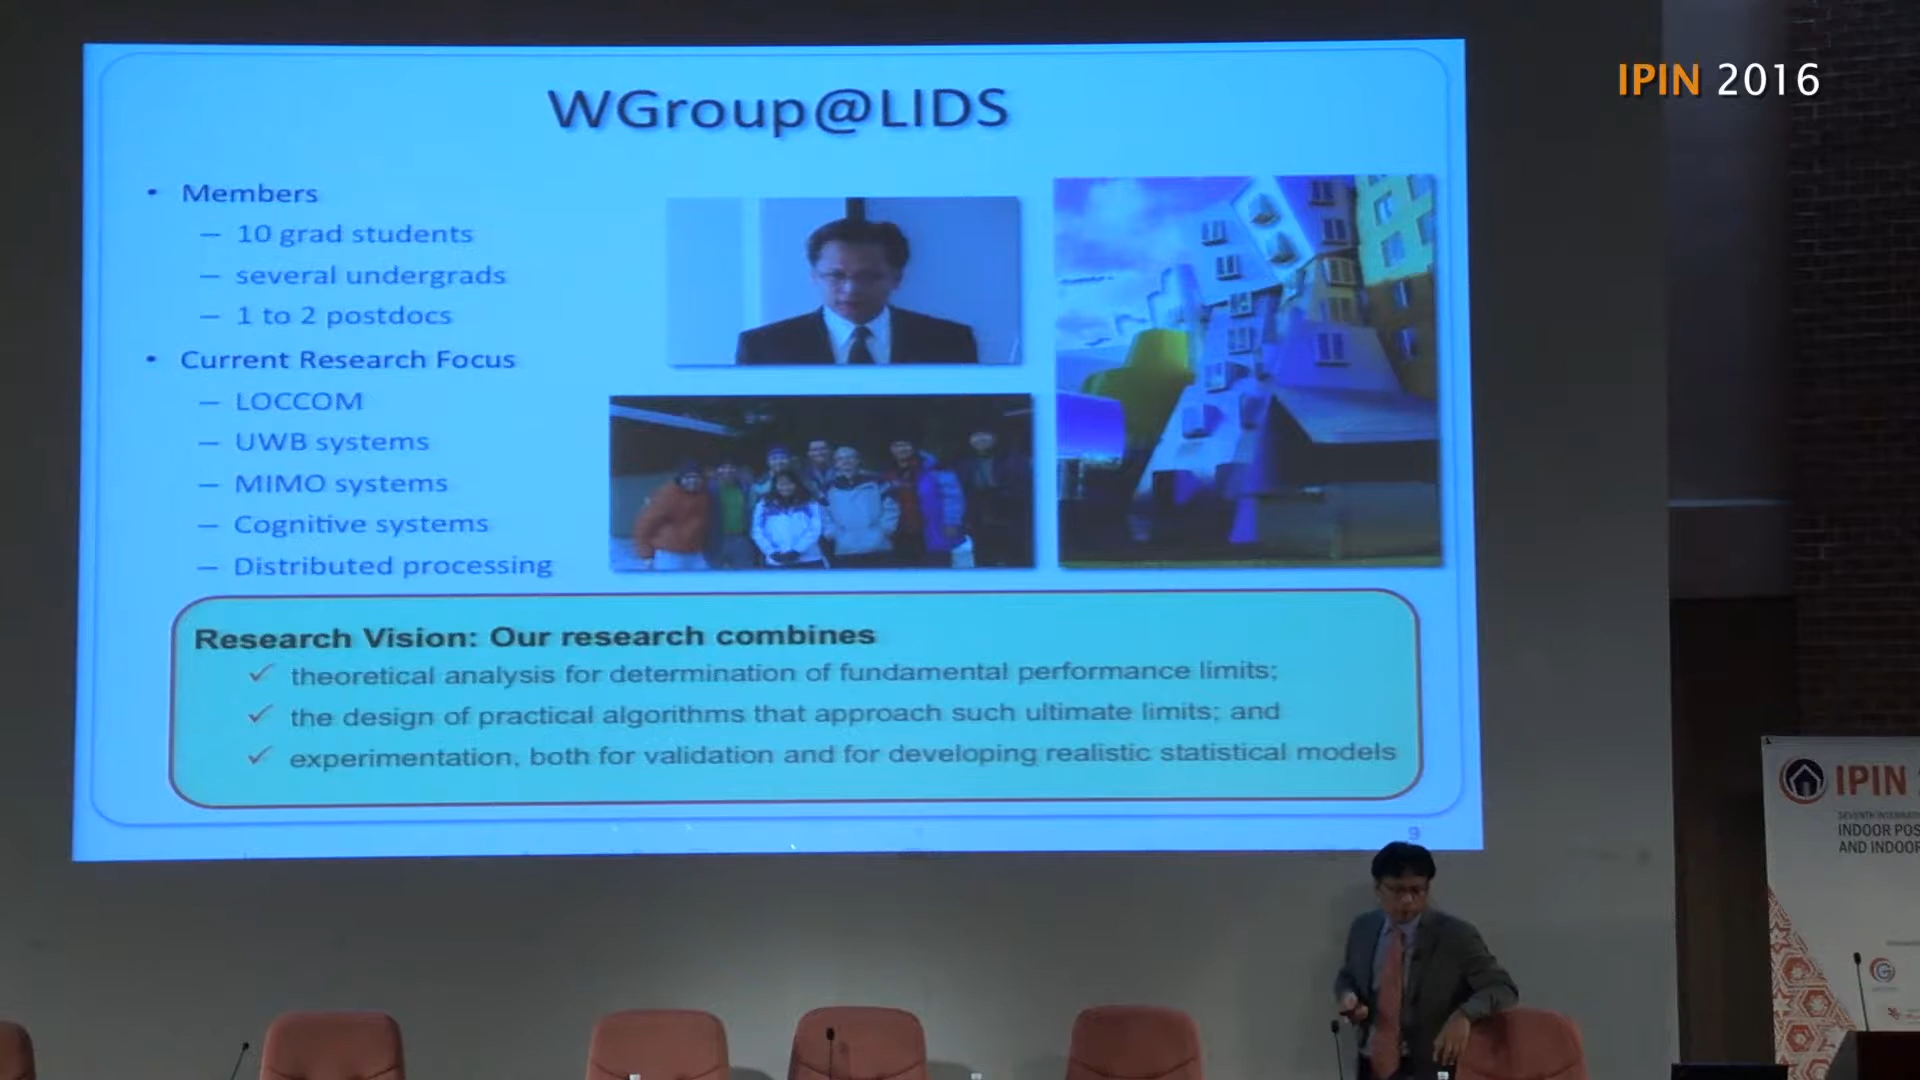 IPIN 2016
WGroup@LIDS
• Members
– 10 grad students
– several undergrads
– 1 to 2 postdocs
• Current Research Focus
– LOCCOM
– UWB systems
– MIMO systems
– Cognitive systems
– Distributed processing
Research Vision: Our research combines
✓ theoretical analysis for determination of fundamental performance limits;
✓ the design of practical algorithms that approach such ultimate limits; and
✓ experimentation, both for validation and for developing realistic statistical models
9
IPIN
SEVENTH
INDOOR
AND INDOOR